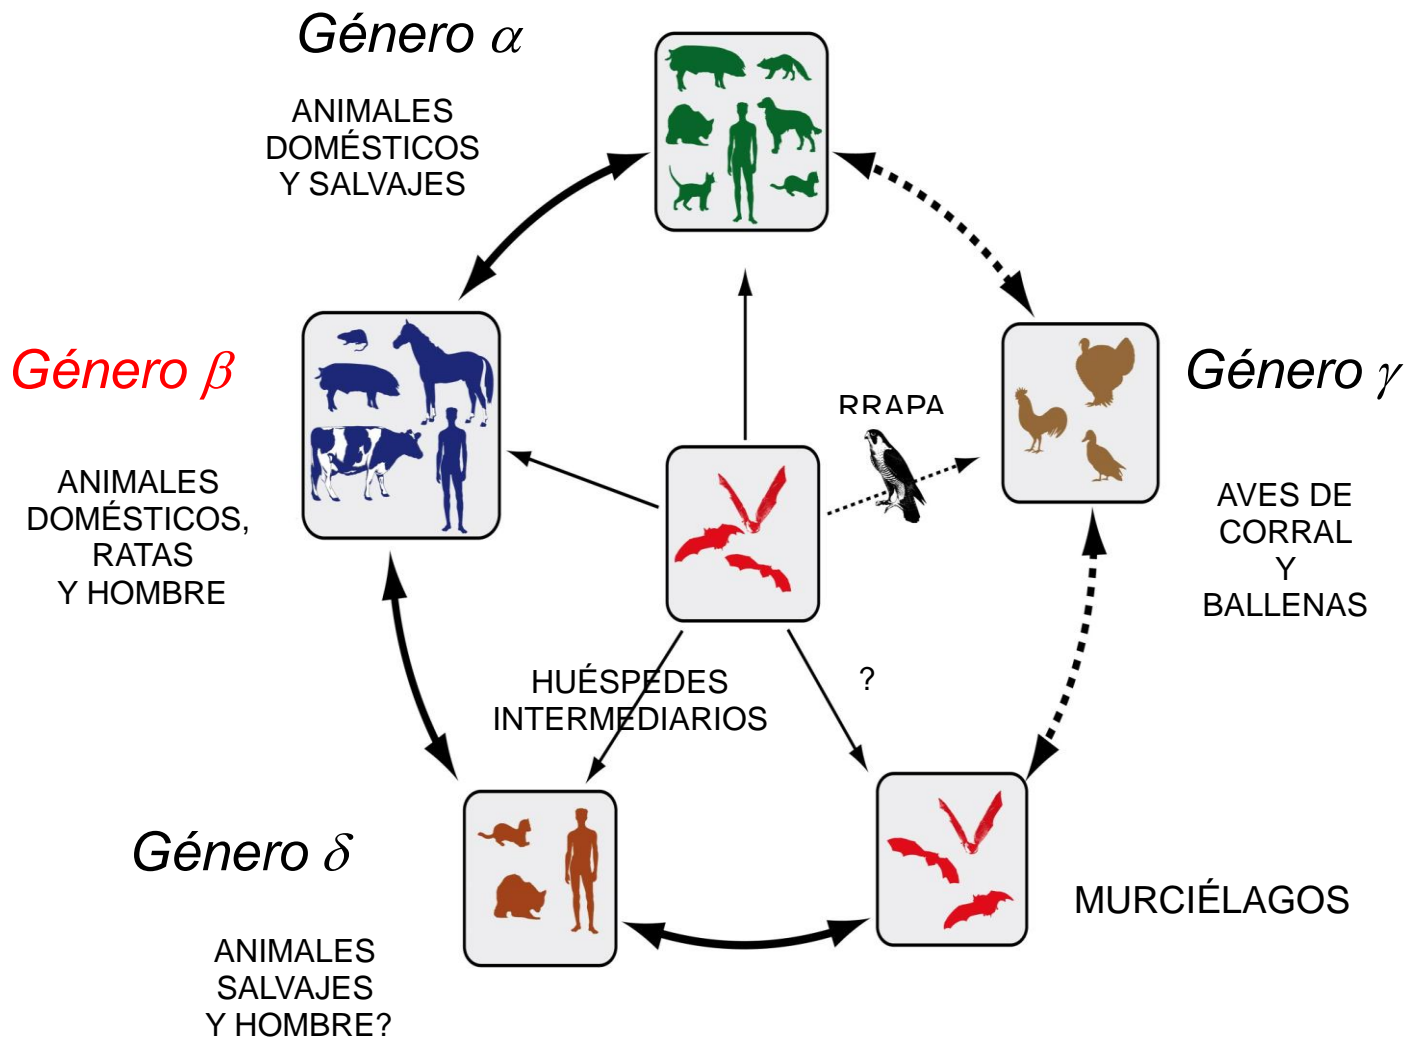 Género α
ANIMALES
DOMÉSTICOS
Y SALVAJES
Género β
ANIMALES
DOMÉSTICOS,
RATAS
Y HOMBRE
RRAPA
Género γ
AVES DE
CORRAL
Y
BALLENAS
HUÉSPEDES
INTERMEDIARIOS
?
Género δ
ANIMALES
SALVAJES
Y HOMBRE?
MURCIÉLAGOS